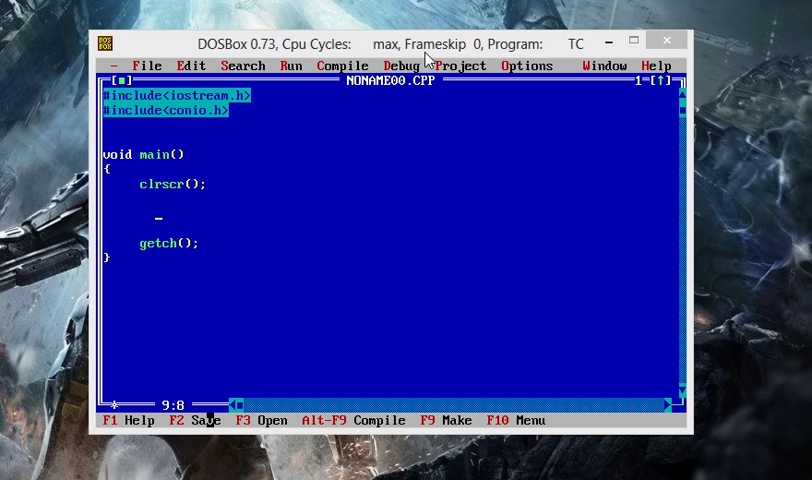 DOS BOX
DOSBox 0.73, Cpu Cycles: max, Frameskip 0, Program: TC
File Edit Search Run Compile Debug Project Options Window Help
NONAME00.CPP 1
#include<iostream.h>
#include<conio.h>
void main()
{
clrscr();
getch();
}
9:8
F1 Help F2 Save F3 Open Alt-F9 Compile F9 Make F10 Menu